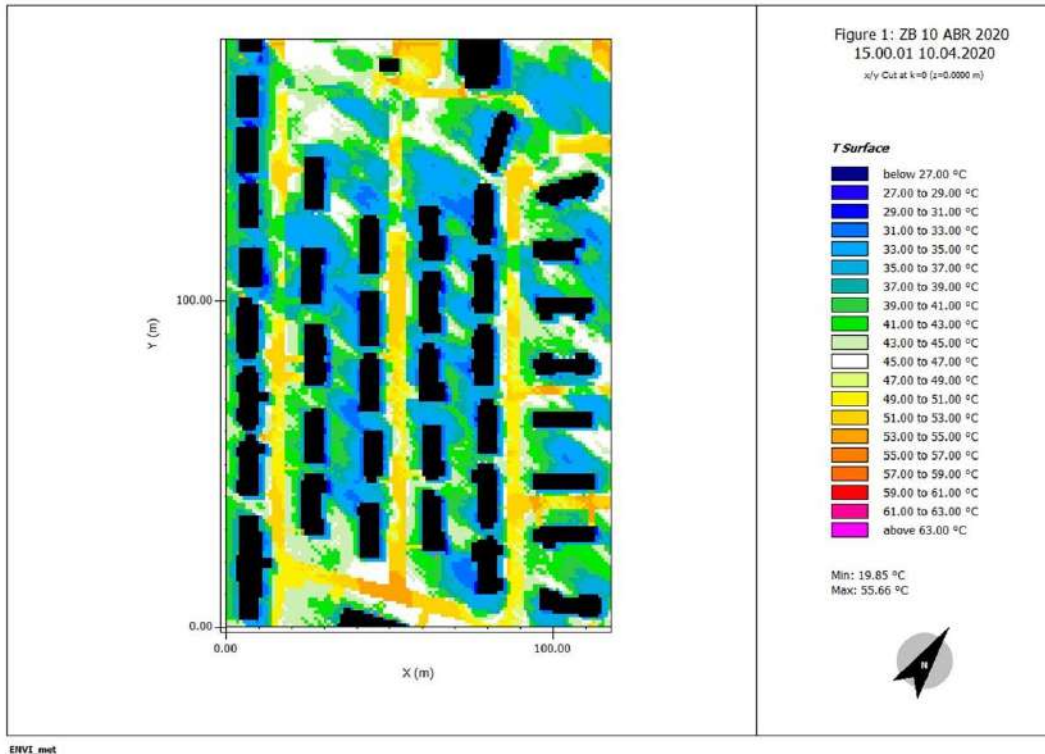 Figure 1: ZB 10 ABR 2020
15.00.01 10.04.2020
x/y Cut at k=0 (z=0.0000 m)
T Surface
below 27.00 °C
27.00 to 29.00 °C
29.00 to 31.00 °C
31.00 to 33.00 °C
33.00 to 35.00 °C
35.00 to 37.00 °C
37.00 to 39.00 °C
39.00 to 41.00 °C
41.00 to 43.00 °C
43.00 to 45.00 °C
45.00 to 47.00 °C
47.00 to 49.00 °C
49.00 to 51.00 °C
51.00 to 53.00 °C
53.00 to 55.00 °C
55.00 to 57.00 °C
57.00 to 59.00 °C
59.00 to 61.00 °C
61.00 to 63.00 °C
above 63.00 °C
Min: 19.85 °C
Max: 55.66 °C
N
100.00
Y (m)
0.00
0.00
100.00
X (m)
ENVI_met